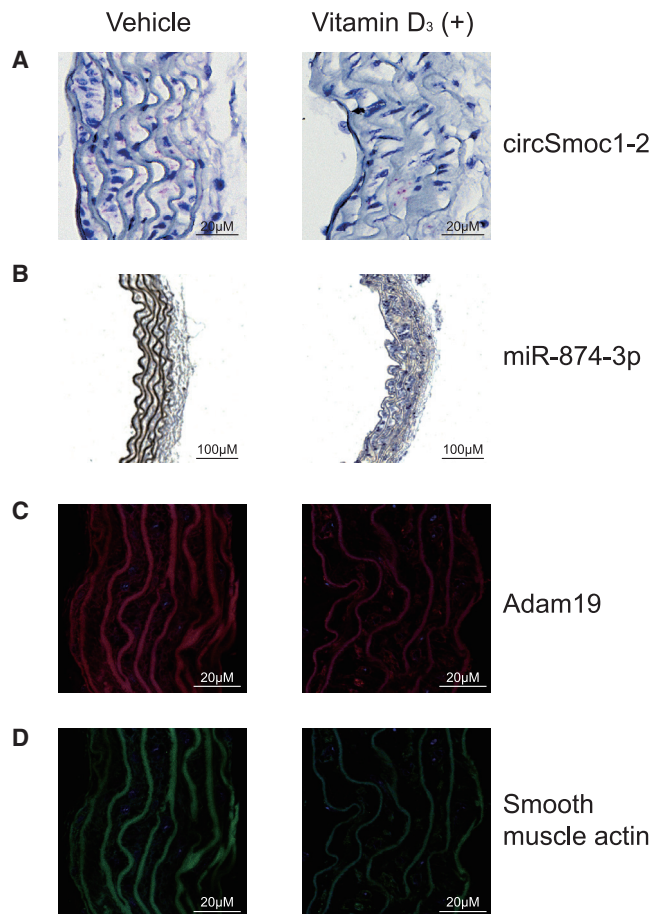 Vehicle
Vitamin D₃ (+)
A
20µM
20µM
circSmoc1-2
B
100µM
100µM
miR-874-3p
C
20µM
20µM
Adam19
D
20µM
20µM
Smooth
muscle actin